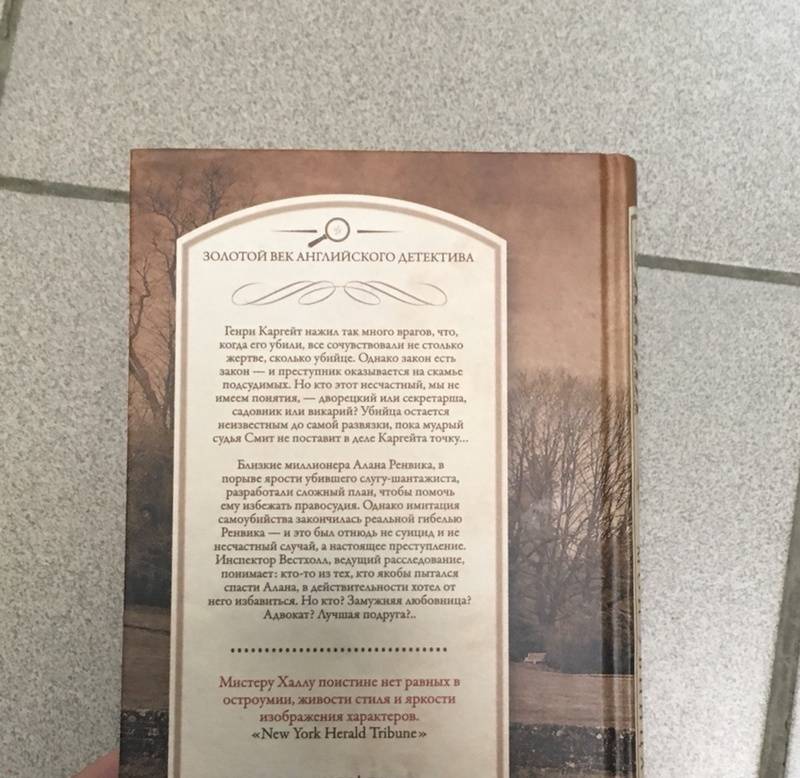 ЗОЛОТОЙ ВЕК АНГЛИЙСКОГО ДЕТЕКТИВА
Генри Каргейт нажил так много врагов, что,
когда его убили, все сочувствовали не столько
жертве, сколько убийце. Однако закон есть
закон — и преступник оказывается на скамье
подсудимых. Но кто этот несчастный, мы не
имеем понятия, — дворецкий или секретарша,
садовник или викарий? Убийца остается
неизвестным до самой развязки, пока мудрый
судья Смит не поставит в деле Каргейта точку...
Близкие миллионера Алана Ренвика, в
порыве ярости убившего слугу-шантажиста,
разработали сложный план, чтобы помочь
ему избежать правосудия. Однако имитация
самоубийства закончилась реальной гибелью
Ренвика — и это был отнюдь не суицид и не
несчастный случай, а настоящее преступление.
Инспектор Вестхолл, ведущий расследование,
понимает: кто-то из тех, кто якобы пытался
спасти Алана, в действительности хотел от
него избавиться. Но кто? Замужняя любовница?
Адвокат? Лучшая подруга?..
Мистеру Халлу поистине нет равных в
остроумии, живости стиля и яркости
изображения характеров.
«New York Herald Tribune»